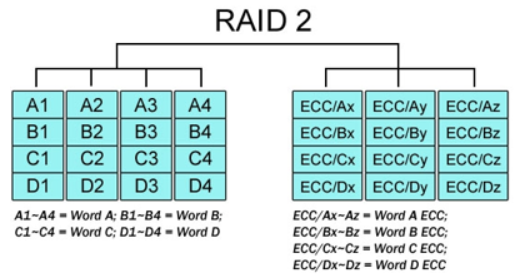 RAID 2
A1 A2 A3 A4 ECC/Ax ECC/Ay ECC/Az
B1 B2 B3 B4 ECC/Bx ECC/By ECC/Bz
C1 C2 C3 C4 ECC/Cx ECC/Cy ECC/Cz
D1 D2 D3 D4 ECC/Dx ECC/Dy ECC/Dz
A1~A4 = Word A; B1~B4 = Word B;
C1~C4 = Word C; D1~D4 = Word D
ECC/Ax~Az = Word A ECC;
ECC/Bx~Bz = Word B ECC;
ECC/Cx~Cz = Word C ECC;
ECC/Dx~Dz = Word D ECC